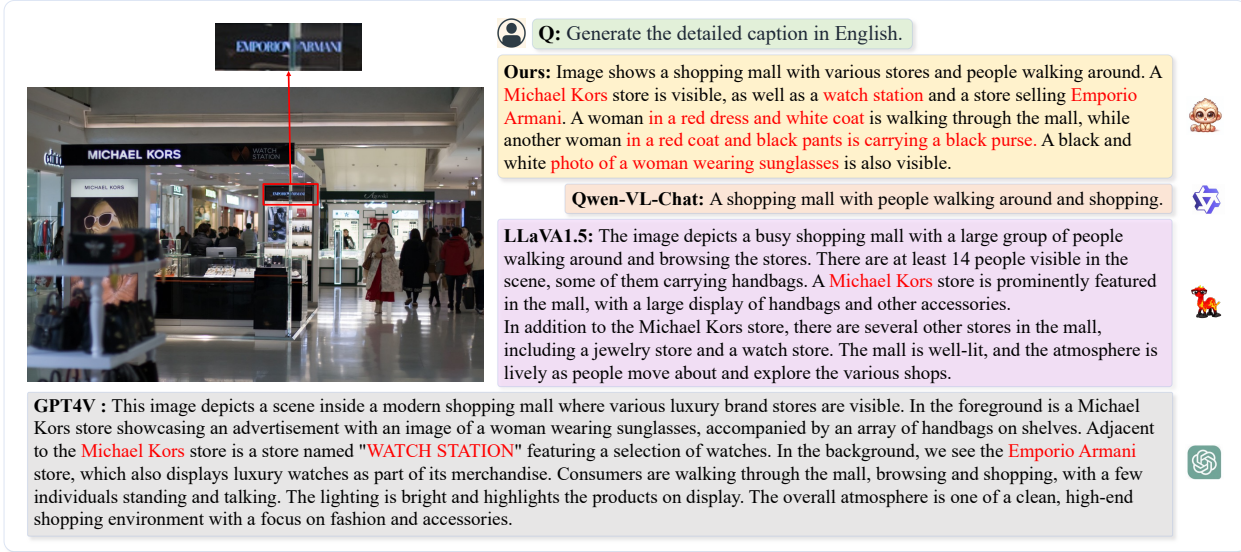 EMPORIO ARMANI
MICHAEL KORS
WATCH
STATION
MICHAEL KORS
EMPORIO ARMANI
Q: Generate the detailed caption in English.
Ours: Image shows a shopping mall with various stores and people walking around. A
Michael Kors store is visible, as well as a watch station and a store selling Emporio
Armani. A woman in a red dress and white coat is walking through the mall, while
another woman in a red coat and black pants is carrying a black purse. A black and
white photo of a woman wearing sunglasses is also visible.
Qwen-VL-Chat: A shopping mall with people walking around and shopping.
LLaVA1.5: The image depicts a busy shopping mall with a large group of people
walking around and browsing the stores. There are at least 14 people visible in the
scene, some of them carrying handbags. A Michael Kors store is prominently featured
in the mall, with a large display of handbags and other accessories.
In addition to the Michael Kors store, there are several other stores in the mall,
including a jewelry store and a watch store. The mall is well-lit, and the atmosphere is
lively as people move about and explore the various shops.
GPT4V : This image depicts a scene inside a modern shopping mall where various luxury brand stores are visible. In the foreground is a Michael
Kors store showcasing an advertisement with an image of a woman wearing sunglasses, accompanied by an array of handbags on shelves. Adjacent
to the Michael Kors store is a store named "WATCH STATION" featuring a selection of watches. In the background, we see the Emporio Armani
store, which also displays luxury watches as part of its merchandise. Consumers are walking through the mall, browsing and shopping, with a few
individuals standing and talking. The lighting is bright and highlights the products on display. The overall atmosphere is one of a clean, high-end
shopping environment with a focus on fashion and accessories.